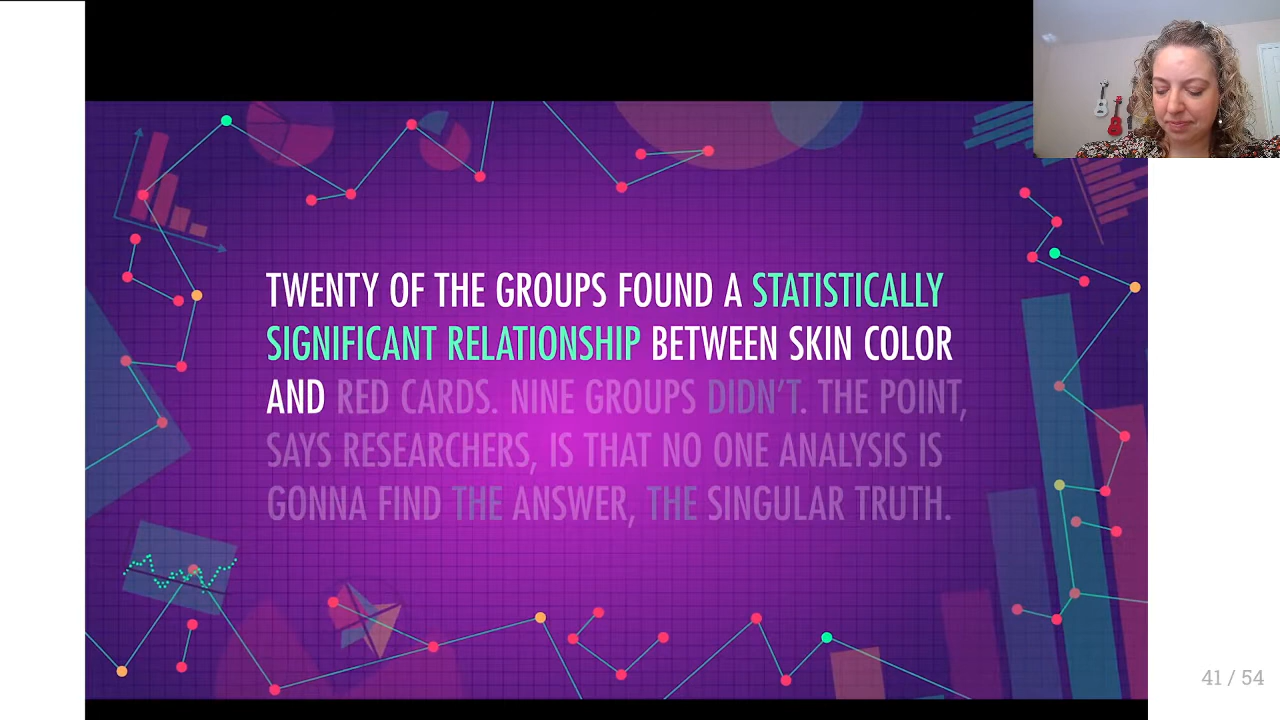 TWENTY OF THE GROUPS FOUND A STATISTICALLY
SIGNIFICANT RELATIONSHIP BETWEEN SKIN COLOR
AND RED CARDS. NINE GROUPS DIDN'T. THE POINT,
SAYS RESEARCHERS, IS THAT NO ONE ANALYSIS IS
GONNA FIND THE ANSWER, THE SINGULAR TRUTH.
41 / 54